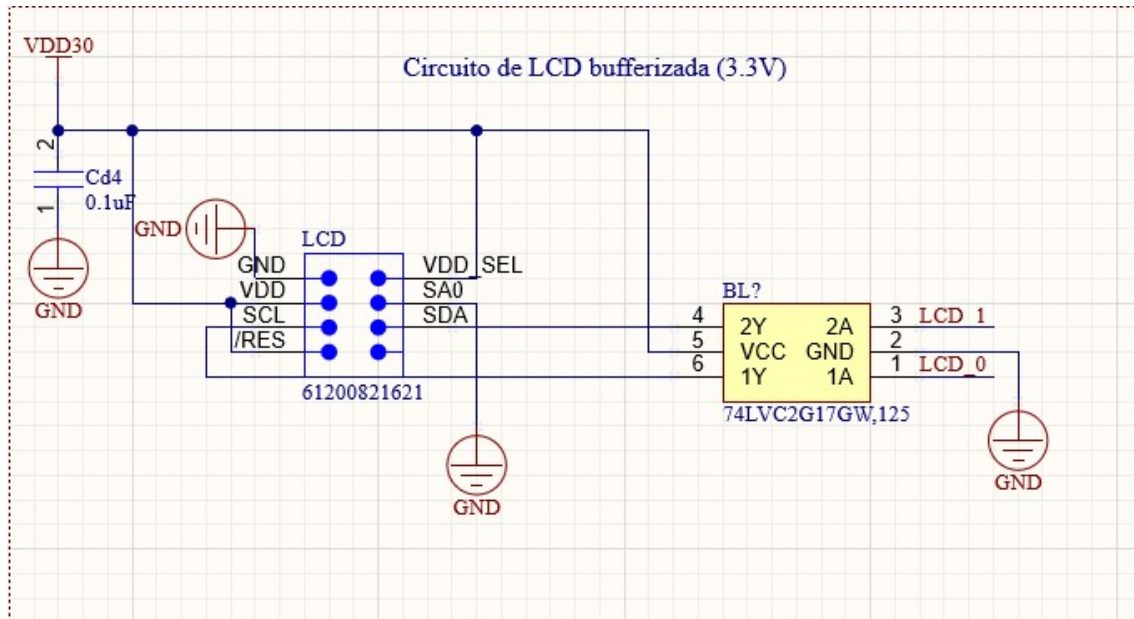 VDD30
Circuito de LCD bufferizada (3.3V)
2
Cd4
0.1uF
1
GND
GND
LCD
GND
VDD
SCL
/RES
VDD_SEL
SA0
SDA
61200821621
GND
BL?
4 2Y 2A 3 LCD_1
5 VCC GND 2
6 1Y 1A 1 LCD_0
74LVC2G17GW,125
GND